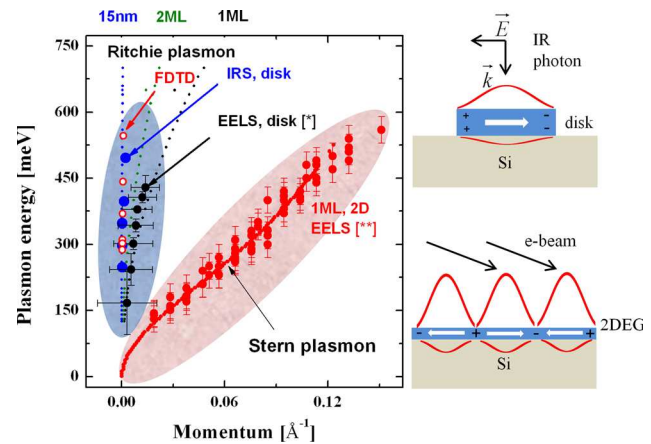 15nm 2ML 1ML
Ritchie plasmon
FDTD
IRS, disk
EELS, disk [*]
1ML, 2D
EELS [**]
Stern plasmon
Plasmon energy [meV]
750
600
450
300
150
0
0.00 0.06 0.12
Momentum [Å⁻¹]
E
IR
photon
k
+ -
+ -
disk
Si
e-beam
2DEG
- + - +
Si